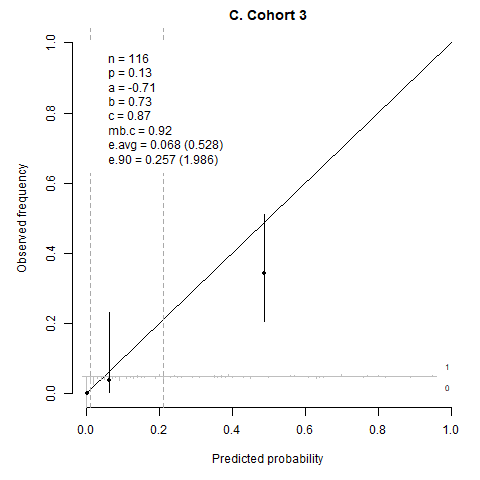 C. Cohort 3
n = 116
p = 0.13
a = -0.71
b = 0.73
c = 0.87
mb.c = 0.92
e.avg = 0.068 (0.528)
e.90 = 0.257 (1.986)
Observed frequency
1.0
0.8
0.6
0.4
0.2
0.0
1
0
0.0 0.2 0.4 0.6 0.8 1.0
Predicted probability